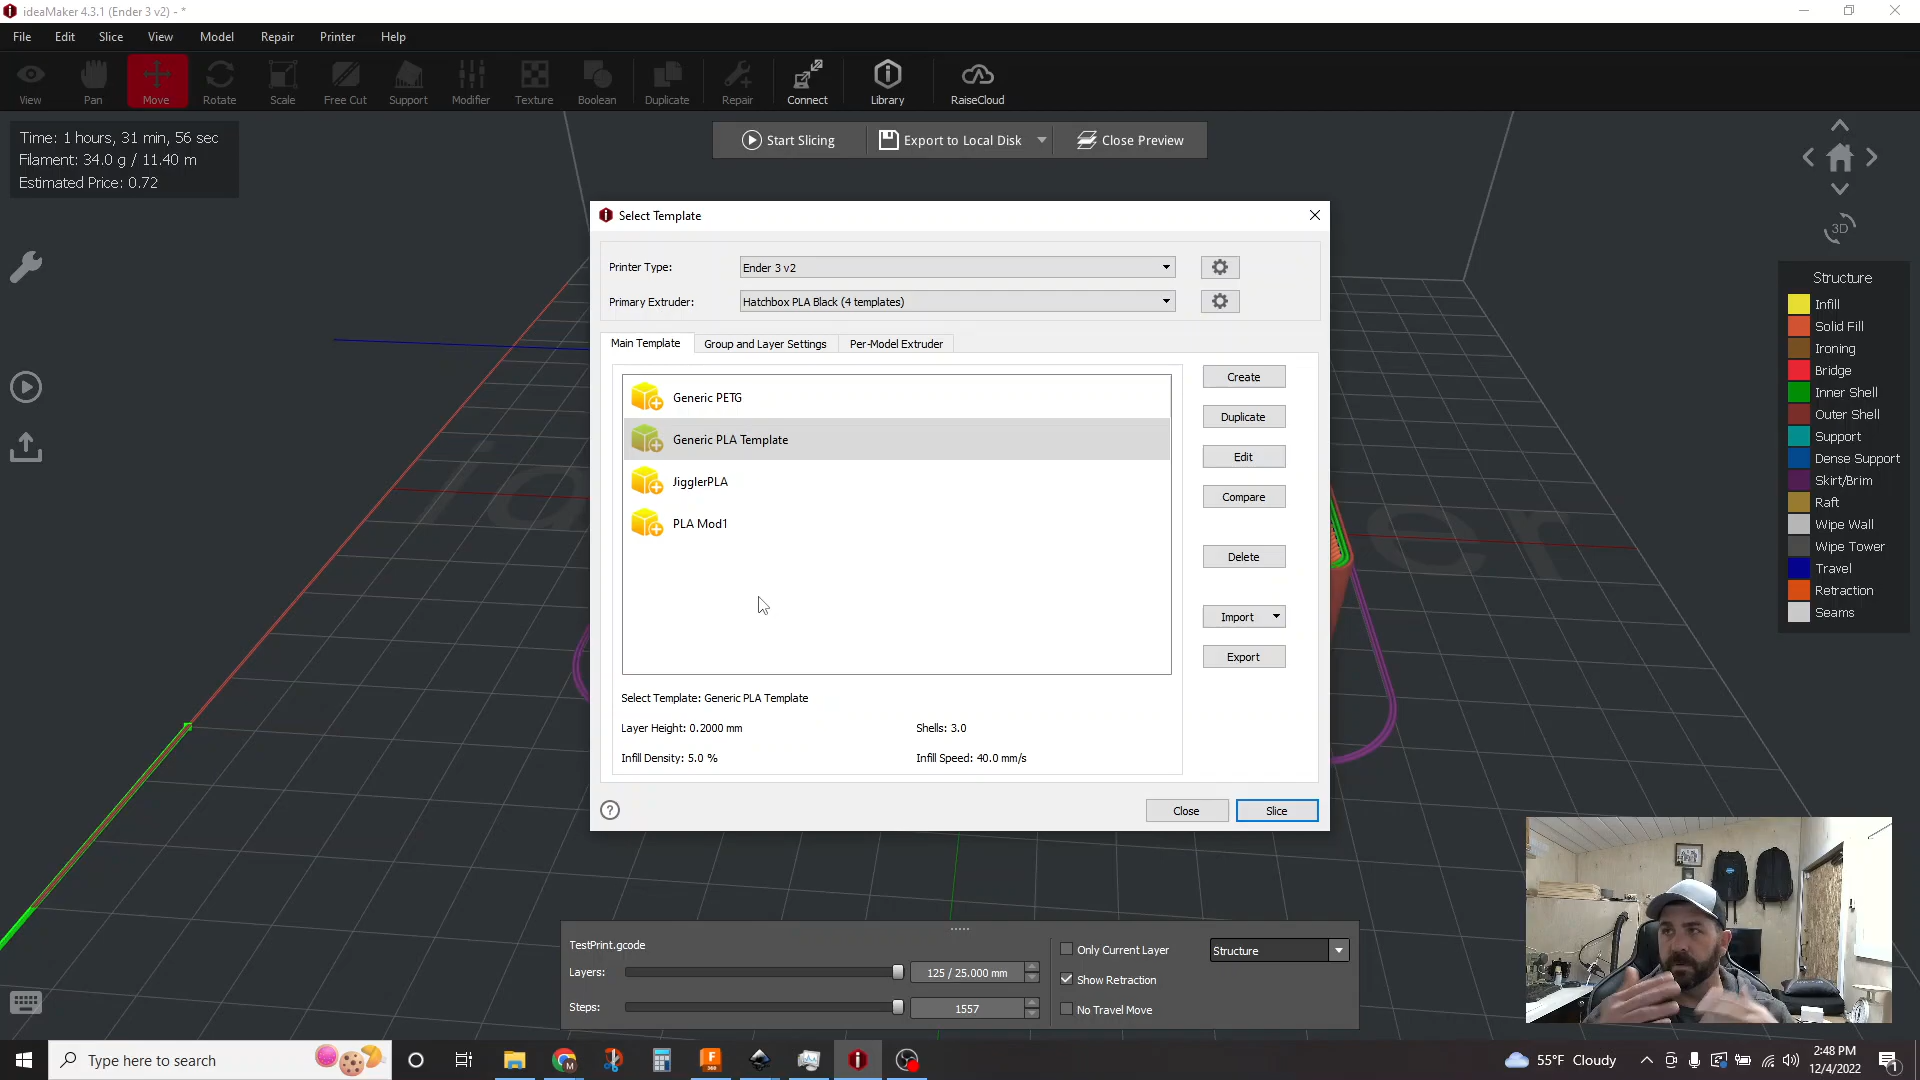 ideaMaker 4.3.1 (Ender 3 v2) - *
File Edit Slice View Model Repair Printer Help
View Pan Move Rotate Scale Free Cut Support Modifier Texture Boolean Duplicate Repair Connect Library RaiseCloud
Time: 1 hours, 31 min, 56 sec
Filament: 34.0 g / 11.40 m
Estimated Price: 0.72
Start Slicing Export to Local Disk Close Preview
3D
Select Template
Printer Type: Ender 3 v2
Primary Extruder: Hatchbox PLA Black (4 templates)
Main Template Group and Layer Settings Per-Model Extruder
Generic PETG
Generic PLA Template
JigglerPLA
PLA Mod1
Create
Duplicate
Edit
Compare
Delete
Import
Export
Select Template: Generic PLA Template
Layer Height: 0.2000 mm Shells: 3.0
Infill Density: 5.0 % Infill Speed: 40.0 mm/s
? Close Slice
Structure
Infill
Solid Fill
Ironing
Bridge
Inner Shell
Outer Shell
Support
Dense Support
Skirt/Brim
Raft
Wipe Wall
Wipe Tower
Travel
Retraction
Seams
TestPrint.gcode
Layers: 125 / 25.000 mm
Steps: 1557
Only Current Layer Structure
Show Retraction
No Travel Move
Type here to search
55°F Cloudy
2:48 PM
12/4/2022